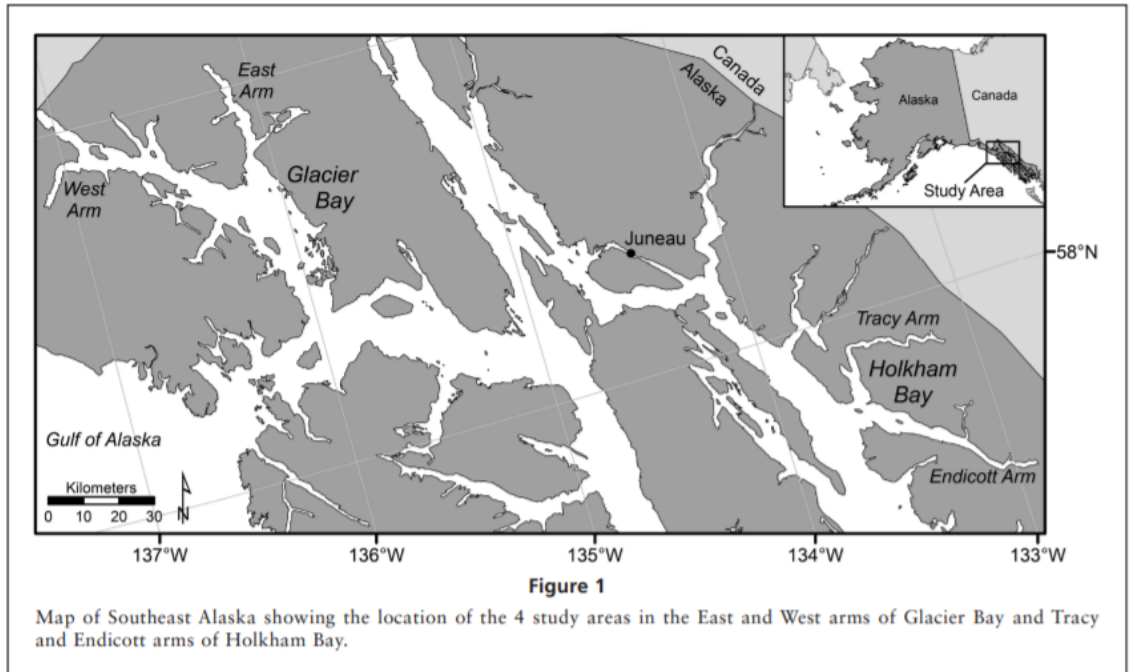 East
Arm
Canada
Alaska
Alaska
Canada
Study Area
Glacier
Bay
West
Arm
Juneau
58°N
Tracy Arm
Holkham
Bay
Gulf of Alaska
Endicott Arm
Kilometers
0 10 20 30
N
137°W 136°W 135°W 134°W 133°W
Figure 1
Map of Southeast Alaska showing the location of the 4 study areas in the East and West arms of Glacier Bay and Tracy
and Endicott arms of Holkham Bay.